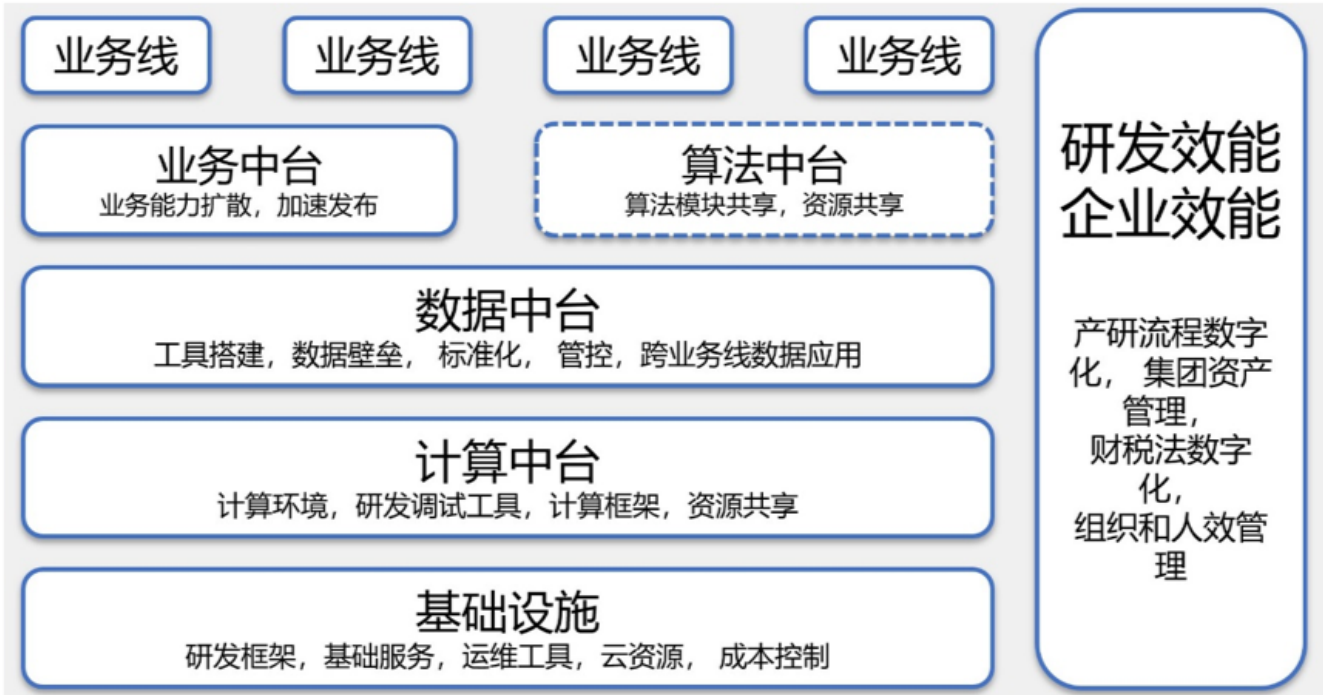 业务线
业务线
业务线
业务线
业务中台
业务能力扩散，加速发布
算法中台
算法模块共享，资源共享
数据中台
工具搭建，数据壁垒， 标准化， 管控，跨业务线数据应用
计算中台
计算环境，研发调试工具，计算框架，资源共享
基础设施
研发框架，基础服务，运维工具，云资源， 成本控制
研发效能
企业效能
产研流程数字
化， 集团资产
管理，
财税法数字
化，
组织和人效管
理